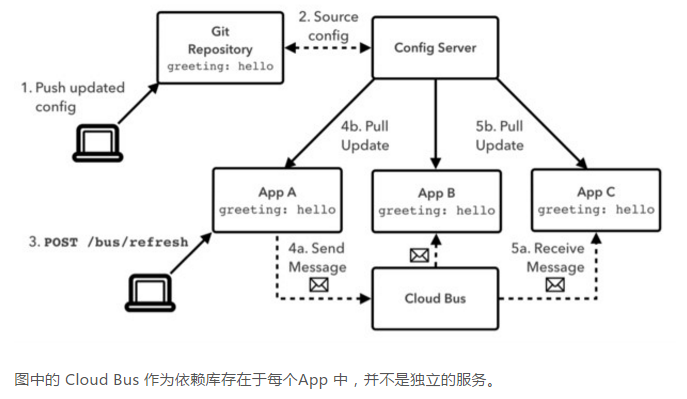 Git
Repository
greeting: hello
2. Source
config
Config Server
1. Push updated
config
4b. Pull
Update
5b. Pull
Update
App A
greeting: hello
App B
greeting: hello
App C
greeting: hello
3. POST /bus/refresh
4a. Send
Message
5a. Receive
Message
Cloud Bus
图中的 Cloud Bus 作为依赖库存在于每个App 中，并不是独立的服务。